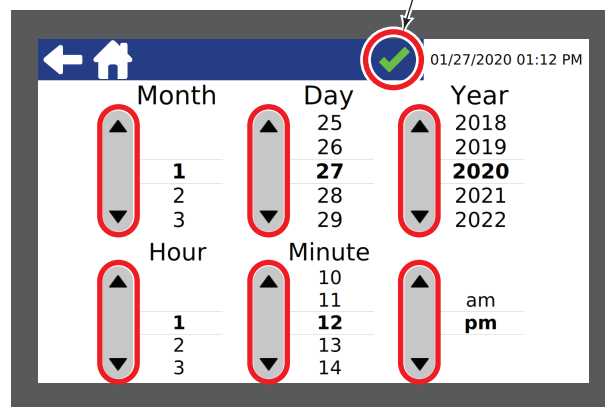 01/27/2020 01:12 PM
Month Day Year
25 2018
26 2019
1 27 2020
2 28 2021
3 29 2022
Hour Minute
10
11 am
1 12 pm
2 13
3 14